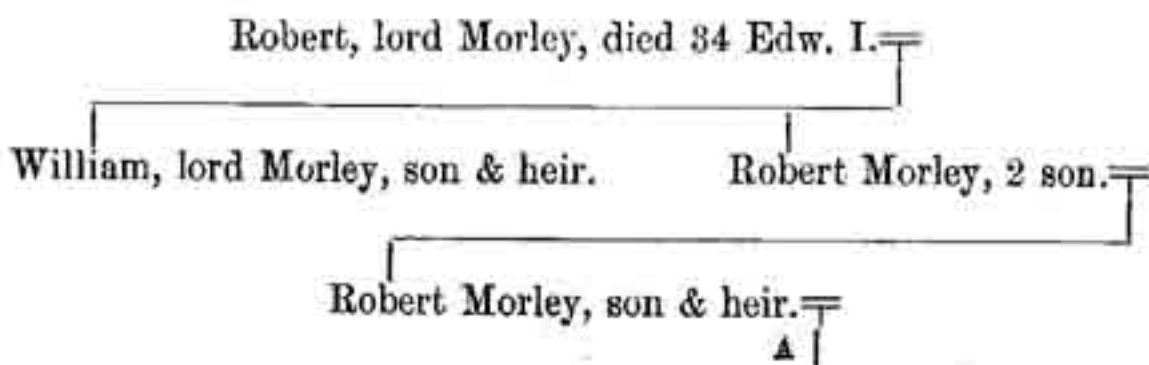 Robert, lord Morley, died 34 Edw. I.
William, lord Morley, son & heir. Robert Morley, 2 son.
Robert Morley, son & heir.
A